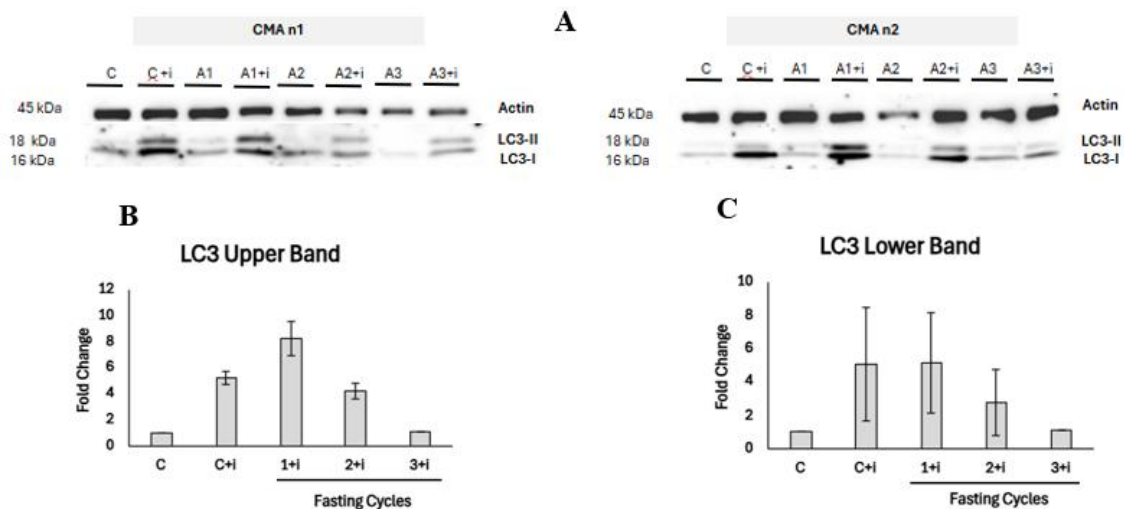 A
CMA n1
C C +i A1 A1+i A2 A2+i A3 A3+i
45 kDa Actin
18 kDa LC3-II
16 kDa LC3-I
CMA n2
C C+i A1 A1+i A2 A2+i A3 A3+i
45 kDa Actin
18 kDa LC3-II
16 kDa LC3-I
B
LC3 Upper Band
Fold Change
12
10
8
6
4
2
0
C C+i 1+i 2+i 3+i
Fasting Cycles
C
LC3 Lower Band
Fold Change
10
8
6
4
2
0
C C+i 1+i 2+i 3+i
Fasting Cycles